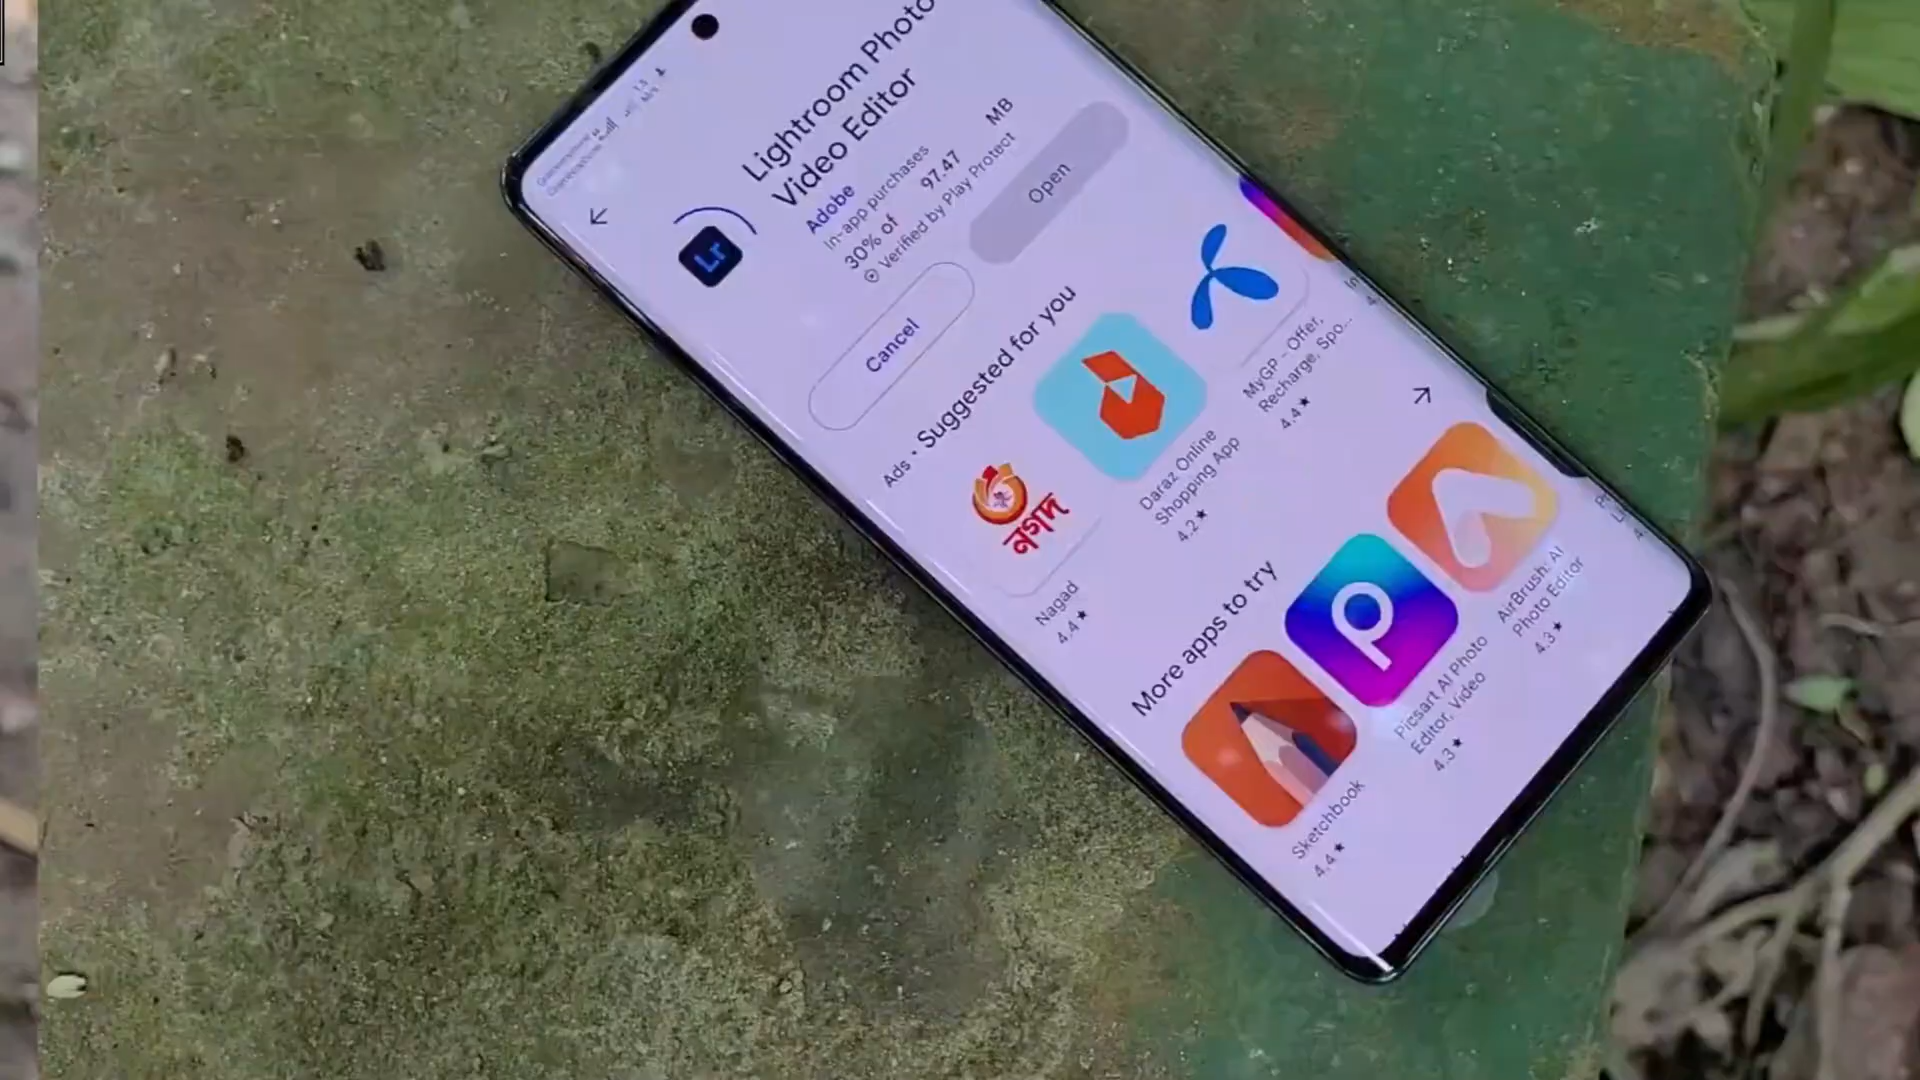 Lightroom Photo
Video Editor
Adobe
In-app purchases
30% of 97.47 MB
Verified by Play Protect
Lr
Cancel
Open
Ads • Suggested for you
নগদ
Nagad
4.4★
Daraz Online
Shopping App
4.2★
MyGP – Offer,
Recharge, Spo...
4.4★
More apps to try
Sketchbook
4.4★
Picsart AI Photo
Editor, Video
4.3★
AirBrush: AI
Photo Editor
4.3★